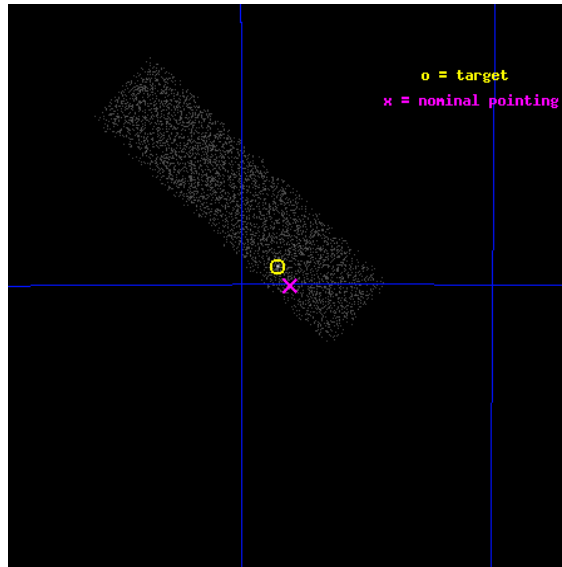 o = target
x = nominal pointing